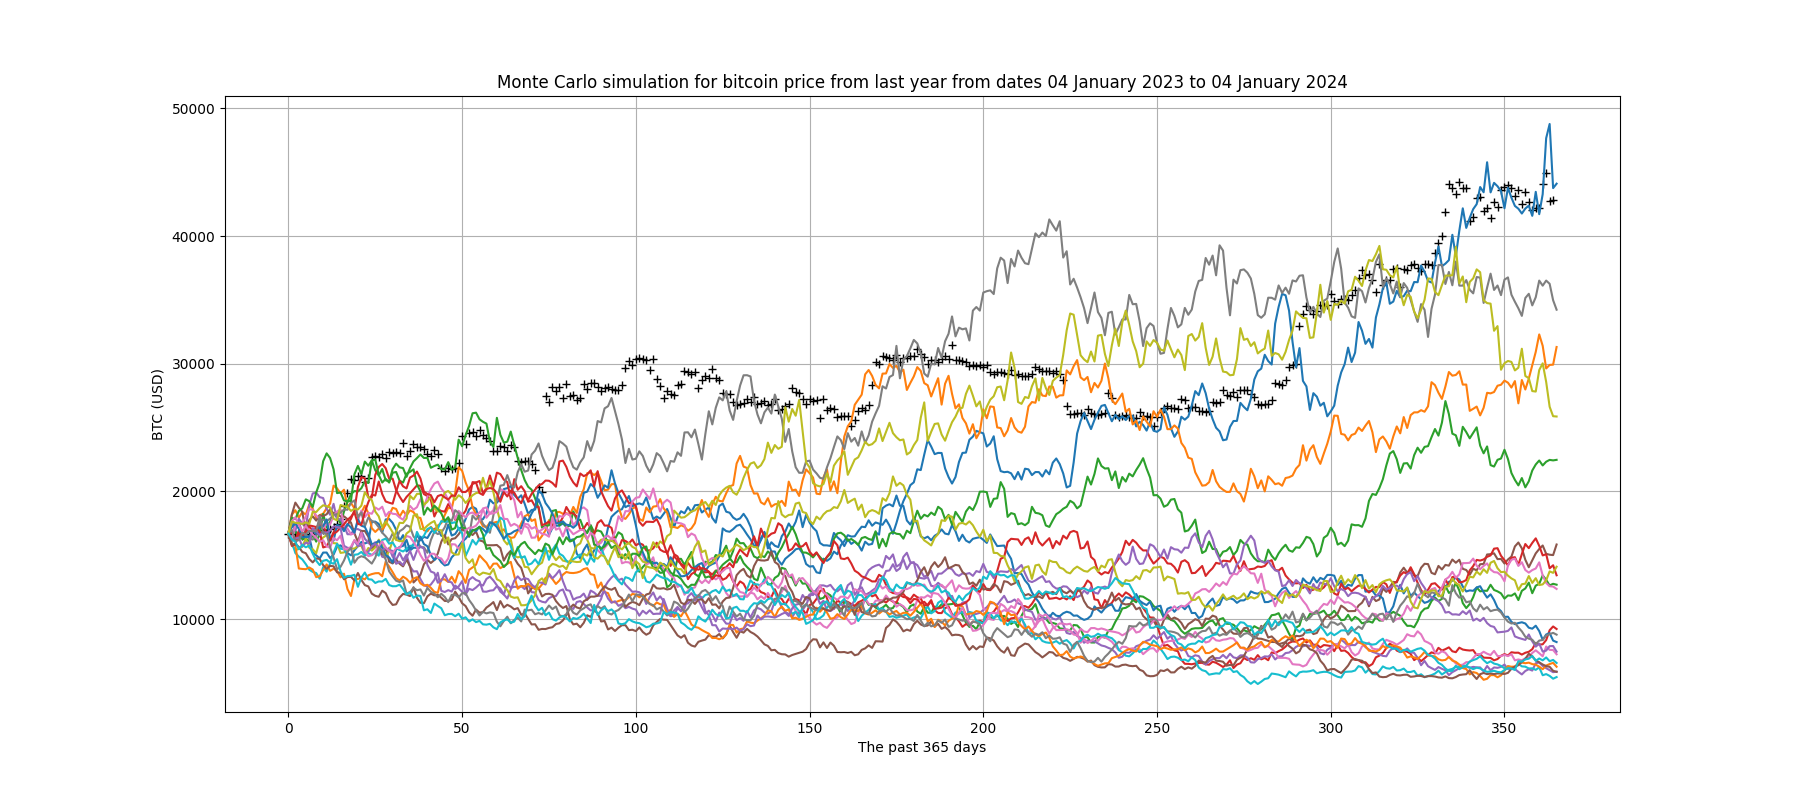 Monte Carlo simulation for bitcoin price from last year from dates 04 January 2023 to 04 January 2024
50000
40000
30000
20000
10000
BTC (USD)
0 50 100 150 200 250 300 350
The past 365 days